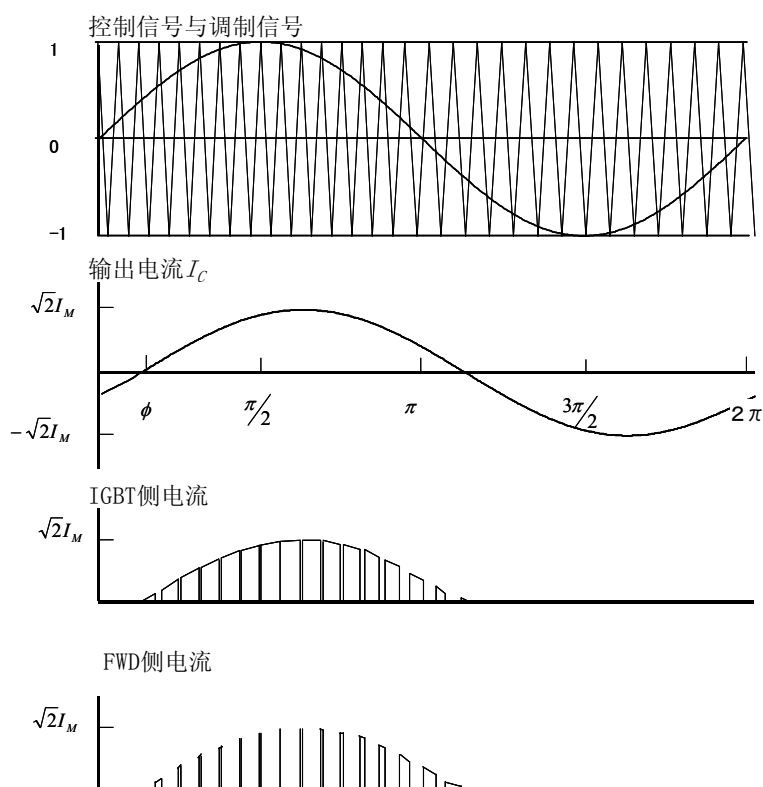 控制信号与调制信号
1
0
-1
输出电流I_C
√2I_M
ϕ
π/2
π
3π/2
2π
-√2I_M
IGBT侧电流
√2I_M
FWD侧电流
√2I_M